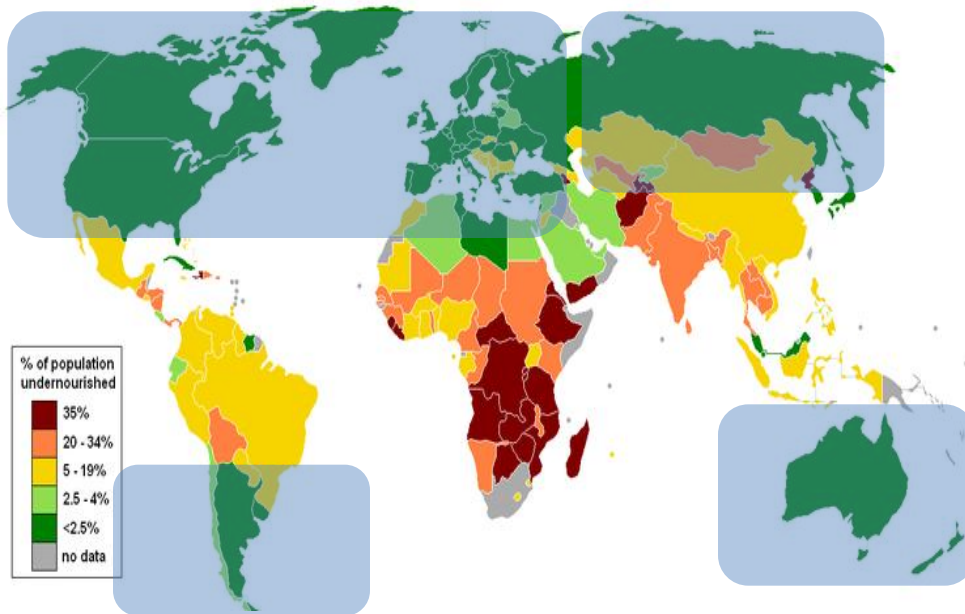 % of population
undernourished
35%
20 - 34%
5 - 19%
2.5 - 4%
<2.5%
no data